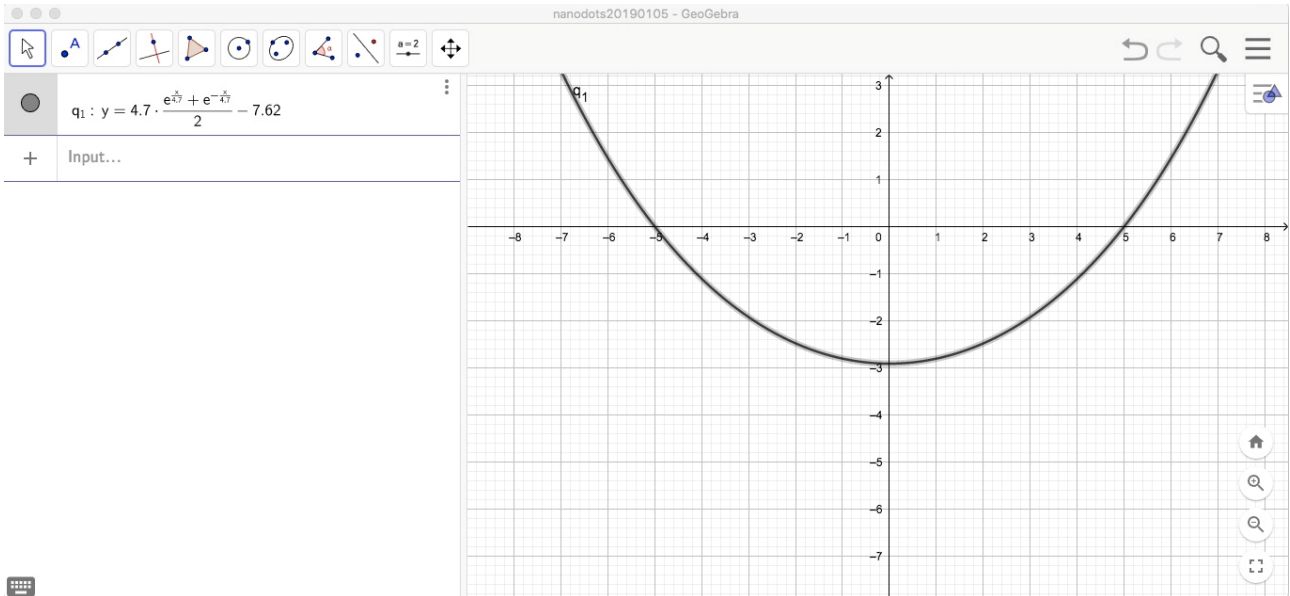 nanodots20190105 - GeoGebra
A
α
a=2
q₁ : y = 4.7 · (e^(x/4.7) + e^(−x/4.7))/2 − 7.62
+ Input…
q₁
3
2
1
–8 –7 –6 –5 –4 –3 –2 –1 0 1 2 3 4 5 6 7 8
–1
–2
–3
–4
–5
–6
–7